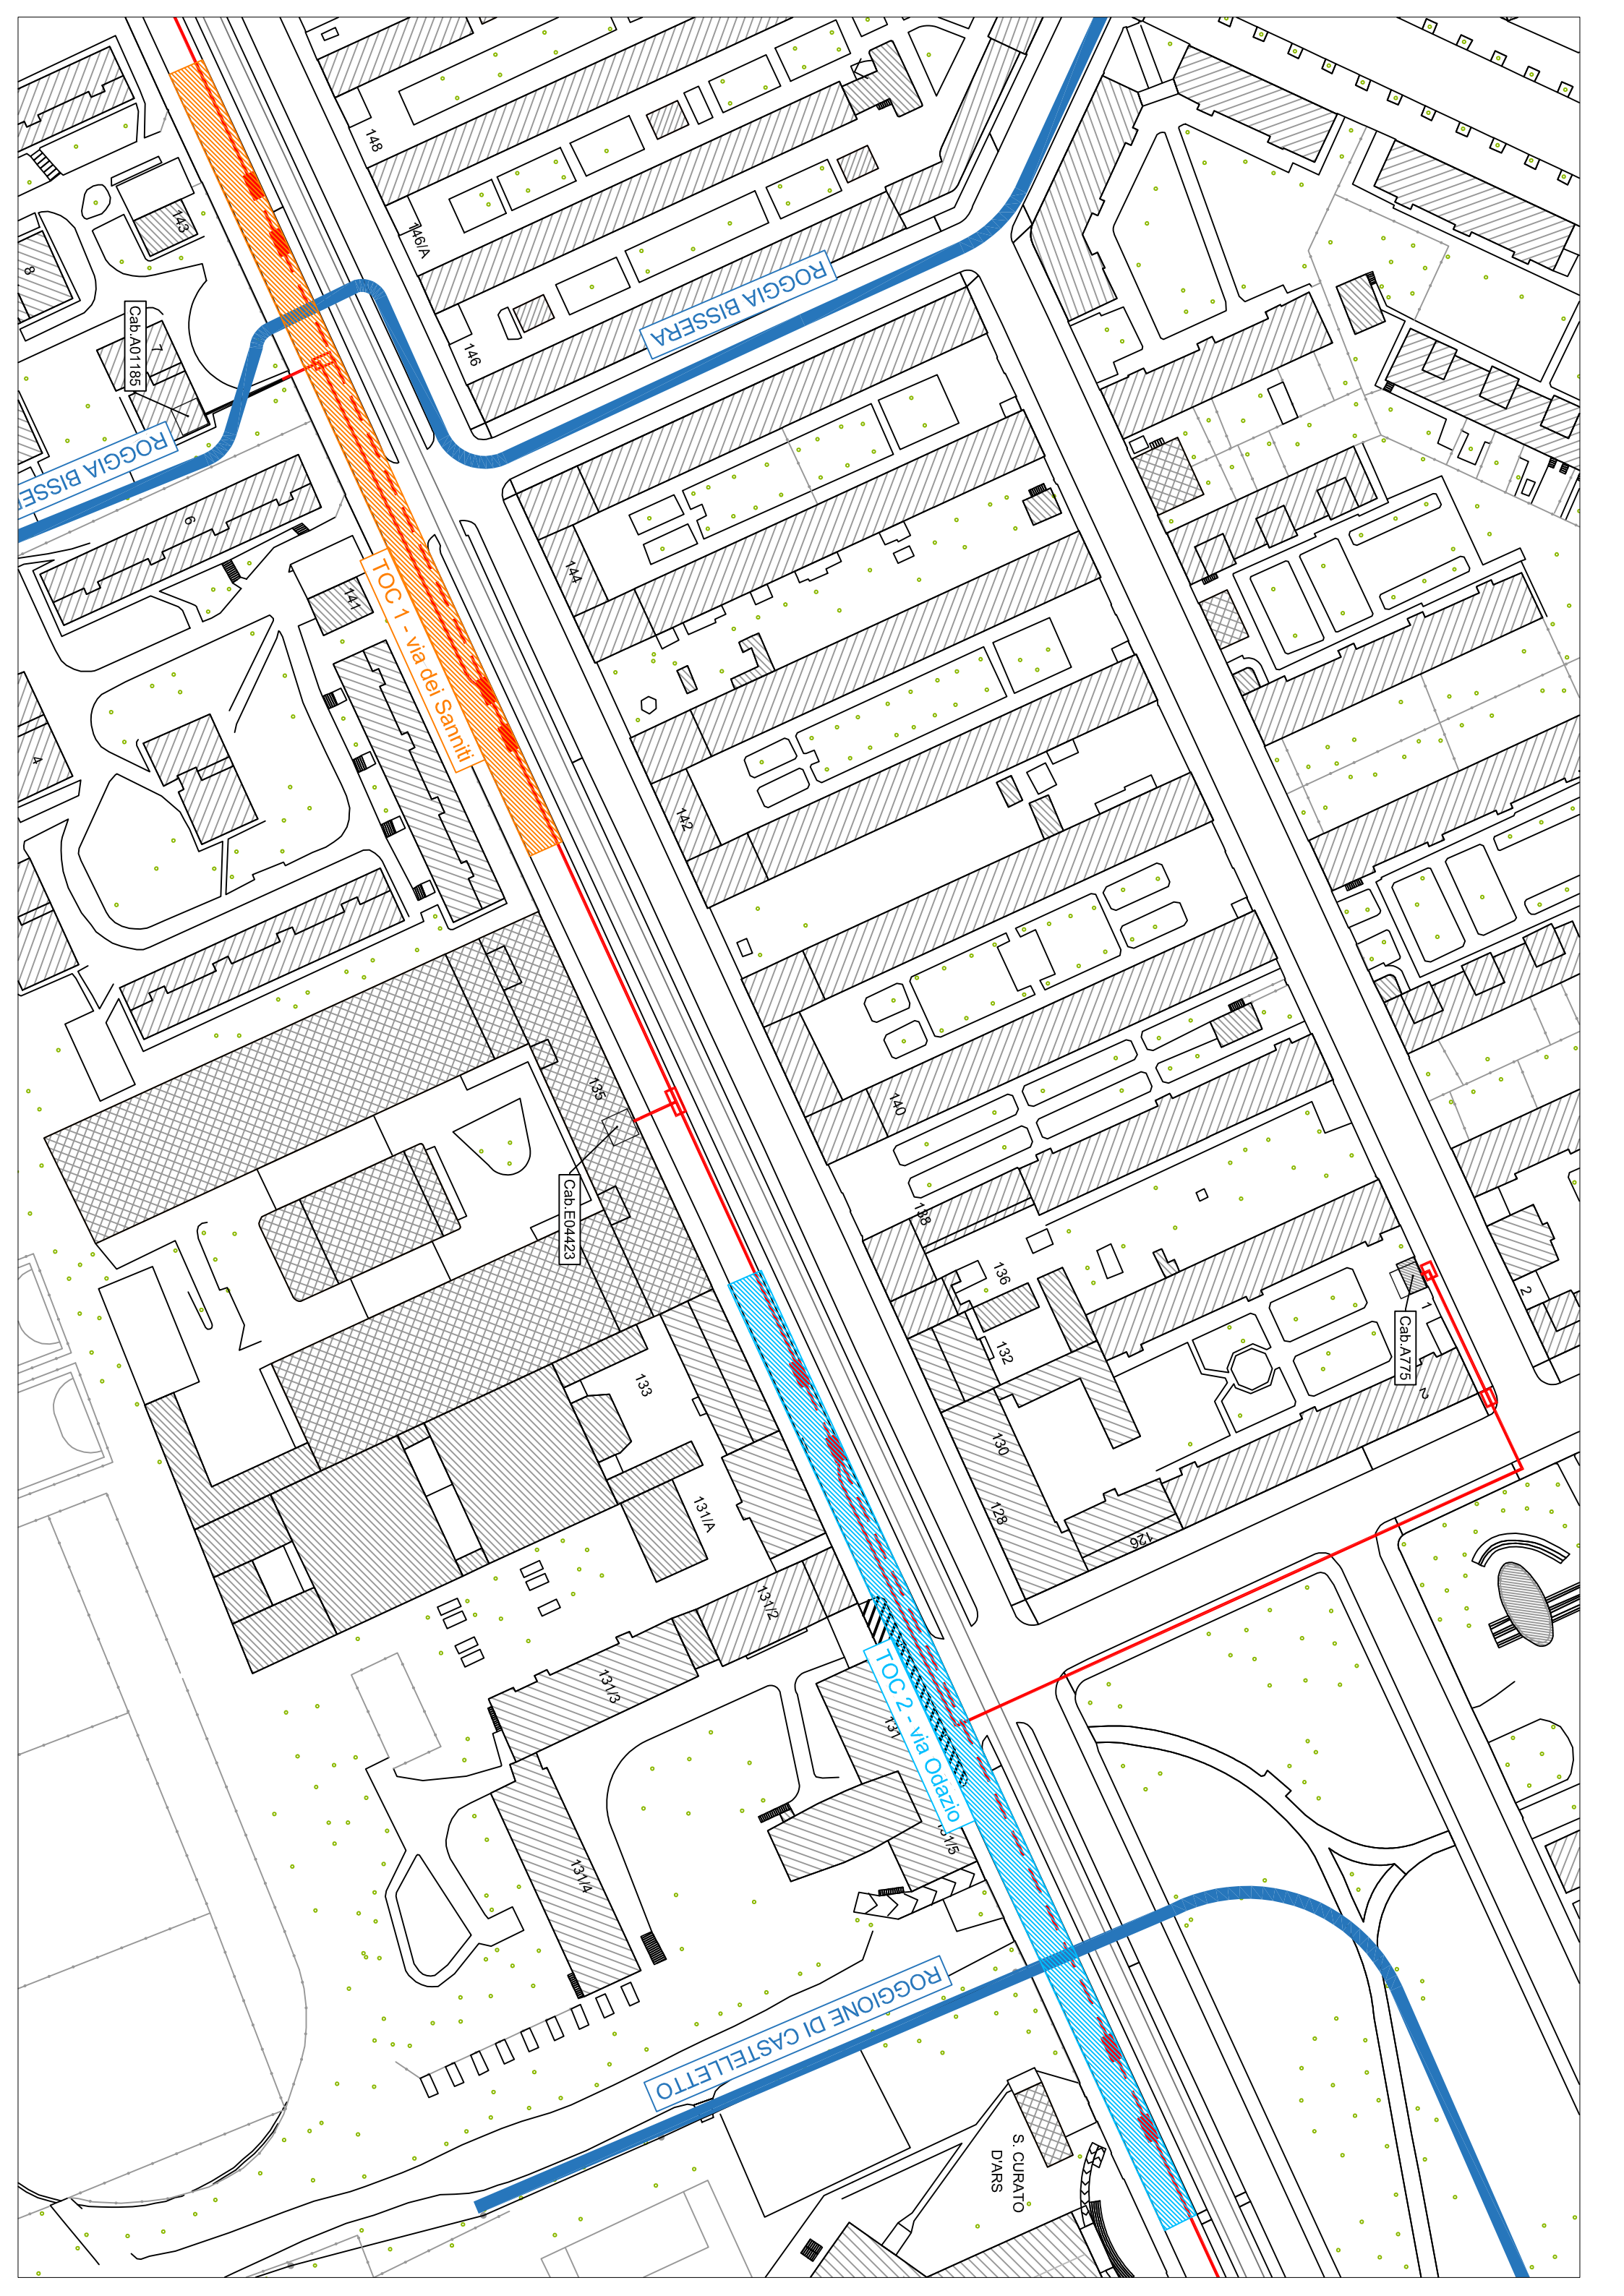 148
143
146/A
8
ROGGIA BISSERA
Cab.A01185
7
146
ROGGIA BISSE
6
TOC 1 - via dei Sanniti
144
141
4
142
135
140
Cab.E04423
138
136
2
1
Cab.A775
132
133
2
130
131/A
128
126
131/2
131/3
TOC 2 - via Odazio
131/4
ROGGIONE DI CASTELLETTO
S. CURATO
D'ARS